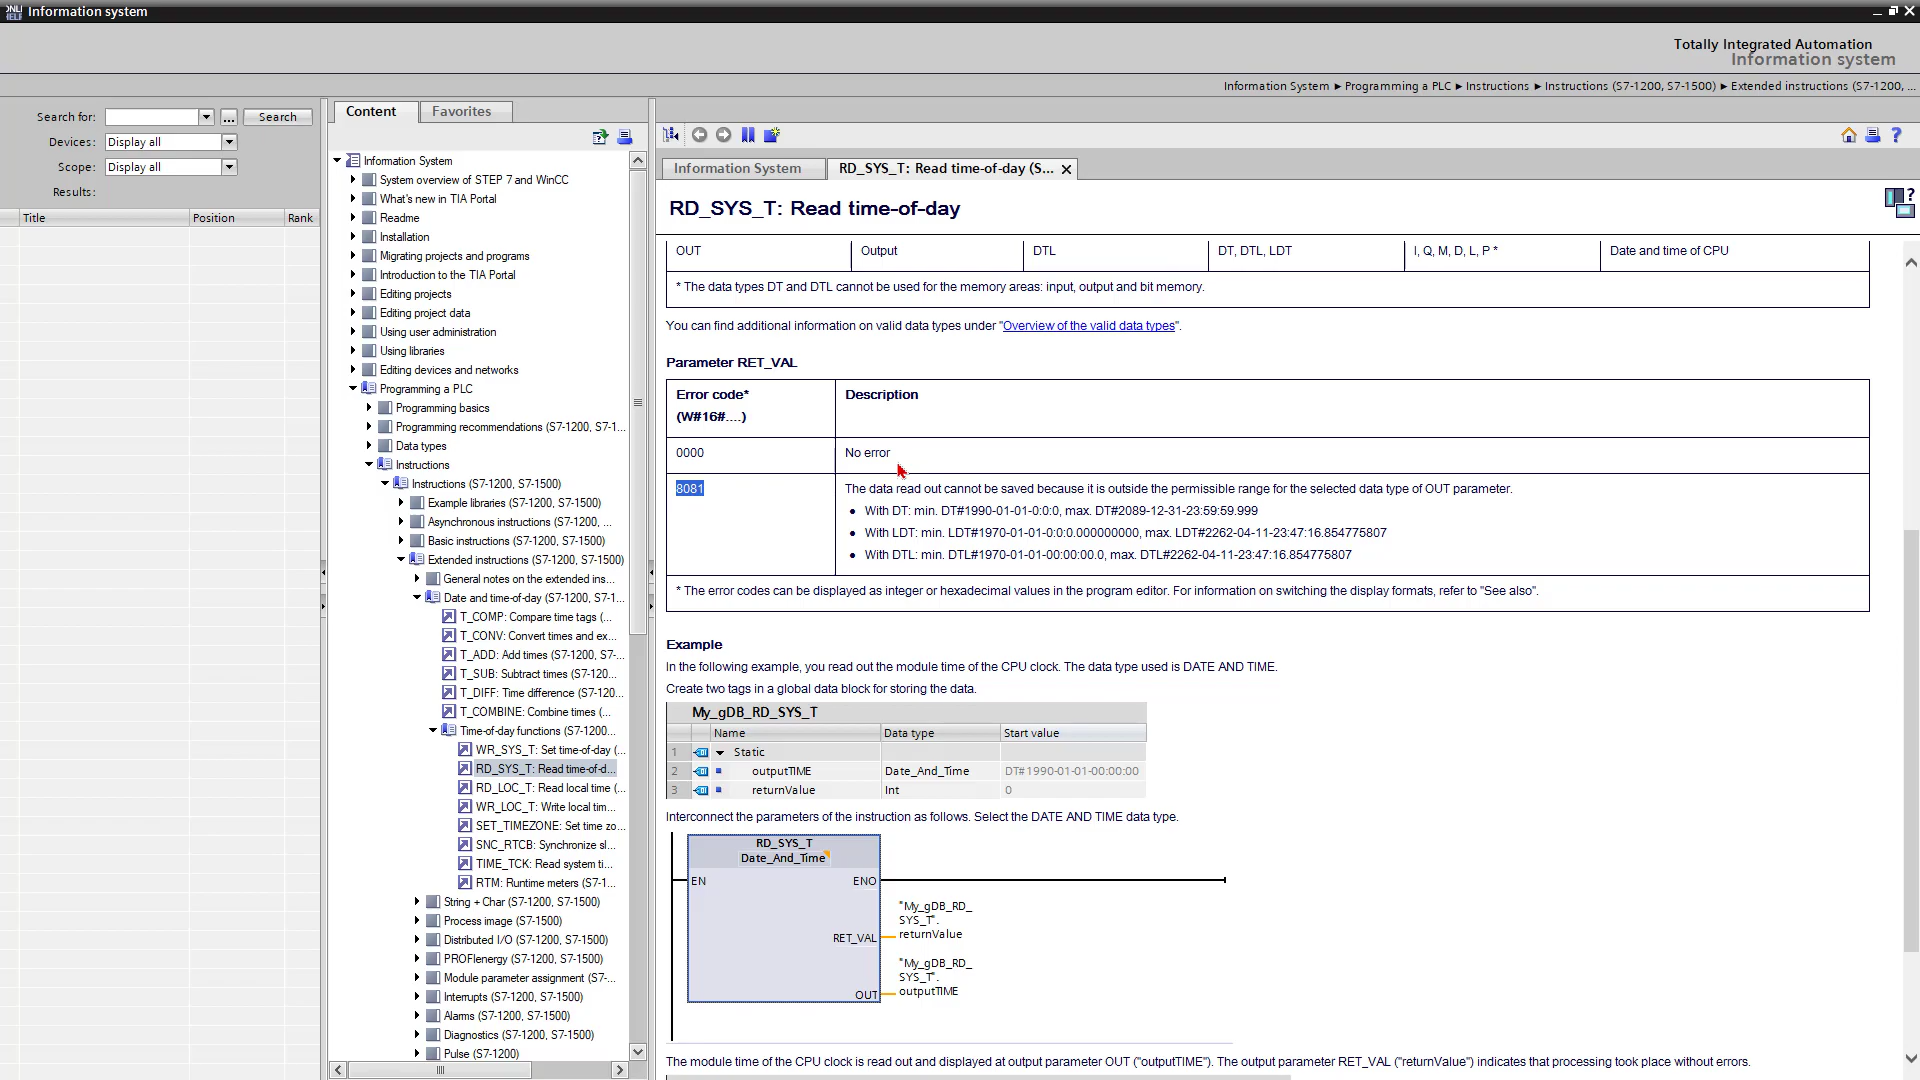 Information system
Totally Integrated Automation
Information system
Information System ▸ Programming a PLC ▸ Instructions ▸ Instructions (S7-1200, S7-1500) ▸ Extended instructions (S7-1200, ...
Search for:
...
Search
Devices: Display all
Scope: Display all
Results:
Title Position Rank
Content Favorites
Information System
System overview of STEP 7 and WinCC
What's new in TIA Portal
Readme
Installation
Migrating projects and programs
Introduction to the TIA Portal
Editing projects
Editing project data
Using user administration
Using libraries
Editing devices and networks
Programming a PLC
Programming basics
Programming recommendations (S7-1200, S7-1...
Data types
Instructions
Instructions (S7-1200, S7-1500)
Example libraries (S7-1200, S7-1500)
Asynchronous instructions (S7-1200, ...
Basic instructions (S7-1200, S7-1500)
Extended instructions (S7-1200, S7-1500)
General notes on the extended ins...
Date and time-of-day (S7-1200, S7-1...
T_COMP: Compare time tags (...
T_CONV: Convert times and ex...
T_ADD: Add times (S7-1200, S7-...
T_SUB: Subtract times (S7-120...
T_DIFF: Time difference (S7-120...
T_COMBINE: Combine times (...
Time-of-day functions (S7-1200...
WR_SYS_T: Set time-of-day (...
RD_SYS_T: Read time-of-d...
RD_LOC_T: Read local time (...
WR_LOC_T: Write local tim...
SET_TIMEZONE: Set time zo...
SNC_RTCB: Synchronize sl...
TIME_TCK: Read system ti...
RTM: Runtime meters (S7-1...
String + Char (S7-1200, S7-1500)
Process image (S7-1500)
Distributed I/O (S7-1200, S7-1500)
PROFIenergy (S7-1200, S7-1500)
Module parameter assignment (S7-...
Interrupts (S7-1200, S7-1500)
Alarms (S7-1200, S7-1500)
Diagnostics (S7-1200, S7-1500)
Pulse (S7-1200)
Information System RD_SYS_T: Read time-of-day (S...
RD_SYS_T: Read time-of-day
OUT Output DTL DT, DTL, LDT I, Q, M, D, L, P * Date and time of CPU
* The data types DT and DTL cannot be used for the memory areas: input, output and bit memory.
You can find additional information on valid data types under "Overview of the valid data types".
Parameter RET_VAL
Error code* Description
(W#16#....)
0000 No error
8081 The data read out cannot be saved because it is outside the permissible range for the selected data type of OUT parameter.
• With DT: min. DT#1990-01-01-0:0:0, max. DT#2089-12-31-23:59:59.999
• With LDT: min. LDT#1970-01-01-0:0:0.000000000, max. LDT#2262-04-11-23:47:16.854775807
• With DTL: min. DTL#1970-01-01-00:00:00.0, max. DTL#2262-04-11-23:47:16.854775807
* The error codes can be displayed as integer or hexadecimal values in the program editor. For information on switching the display formats, refer to "See also".
Example
In the following example, you read out the module time of the CPU clock. The data type used is DATE AND TIME.
Create two tags in a global data block for storing the data.
My_gDB_RD_SYS_T
Name Data type Start value
1 Static
2 outputTIME Date_And_Time DT#1990-01-01-00:00:00
3 returnValue Int 0
Interconnect the parameters of the instruction as follows. Select the DATE AND TIME data type.
RD_SYS_T
Date_And_Time
EN ENO
"My_gDB_RD_
SYS_T".
RET_VAL returnValue
"My_gDB_RD_
SYS_T".
OUT outputTIME
The module time of the CPU clock is read out and displayed at output parameter OUT ("outputTIME"). The output parameter RET_VAL ("returnValue") indicates that processing took place without errors.